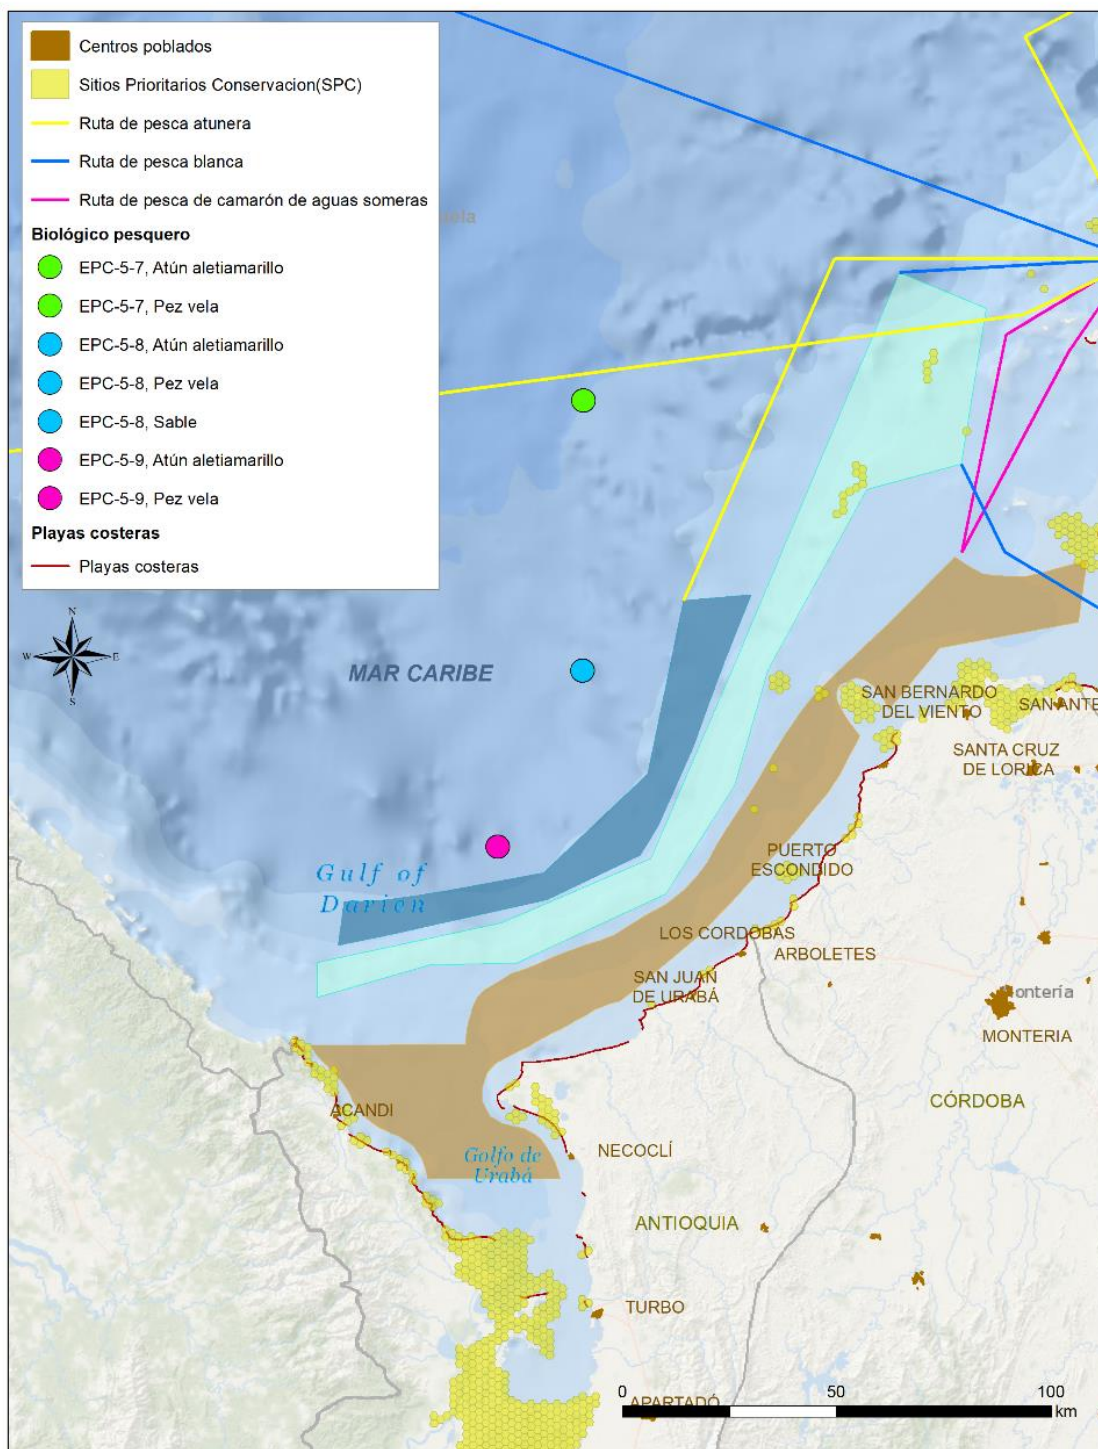 Centros poblados
Sitios Prioritarios Conservacion(SPC)
Ruta de pesca atunera
Ruta de pesca blanca
Ruta de pesca de camarón de aguas someras
Biológico pesquero
EPC-5-7, Atún aletiamarillo
EPC-5-7, Pez vela
EPC-5-8, Atún aletiamarillo
EPC-5-8, Pez vela
EPC-5-8, Sable
EPC-5-9, Atún aletiamarillo
EPC-5-9, Pez vela
Playas costeras
Playas costeras
N
W E
S
MAR CARIBE
SAN BERNARDO
DEL VIENTO
SAN ANTE
SANTA CRUZ
DE LORICA
PUERTO
ESCONDIDO
Gulf of
Darien
LOS CORDOBAS
ARBOLETES
SAN JUAN
DE URABÁ
ontería
MONTERIA
CÓRDOBA
ACANDI
NECOCLÍ
Golfo de
Urabá
ANTIOQUIA
TURBO
APARTADÓ
0 50 100
km